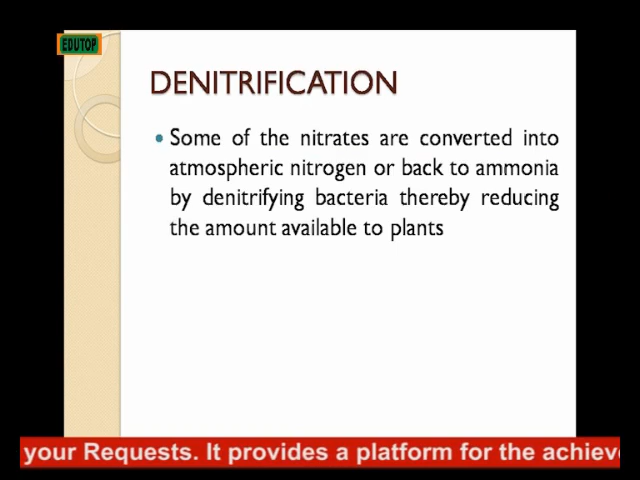 EDUTOP
DENITRIFICATION
• Some of the nitrates are converted into
atmospheric nitrogen or back to ammonia
by denitrifying bacteria thereby reducing
the amount available to plants
your Requests. It provides a platform for the achieve